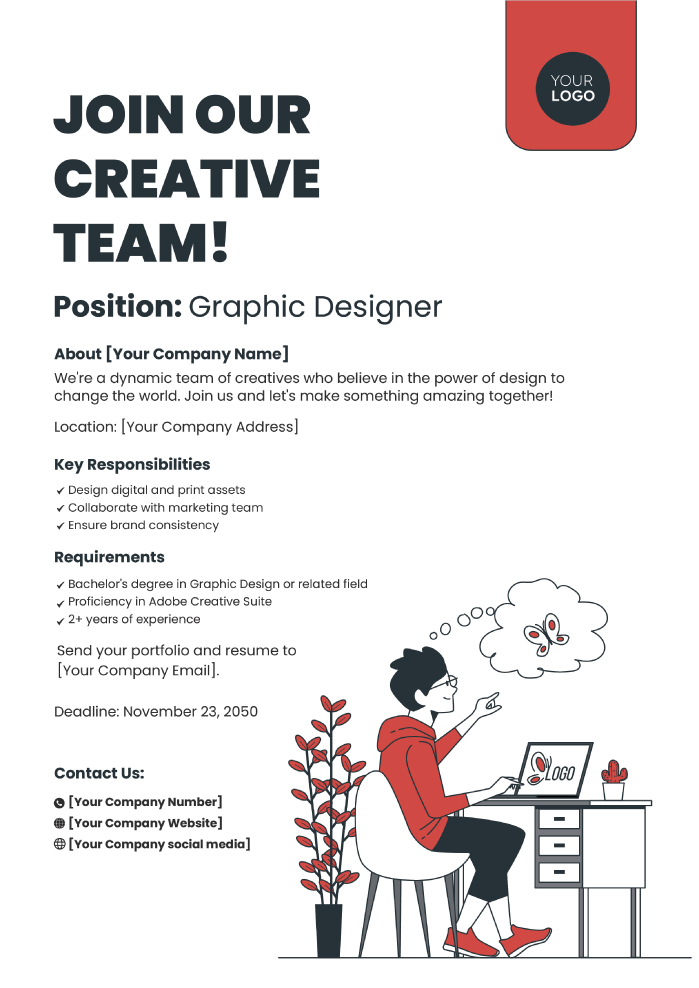 YOUR
LOGO
JOIN OUR
CREATIVE
TEAM!
Position: Graphic Designer
About [Your Company Name]
We're a dynamic team of creatives who believe in the power of design to
change the world. Join us and let's make something amazing together!
Location: [Your Company Address]
Key Responsibilities
Design digital and print assets
Collaborate with marketing team
Ensure brand consistency
Requirements
Bachelor's degree in Graphic Design or related field
Proficiency in Adobe Creative Suite
2+ years of experience
Send your portfolio and resume to
[Your Company Email].
Deadline: November 23, 2050
Contact Us:
[Your Company Number]
[Your Company Website]
[Your Company social media]
LOGO